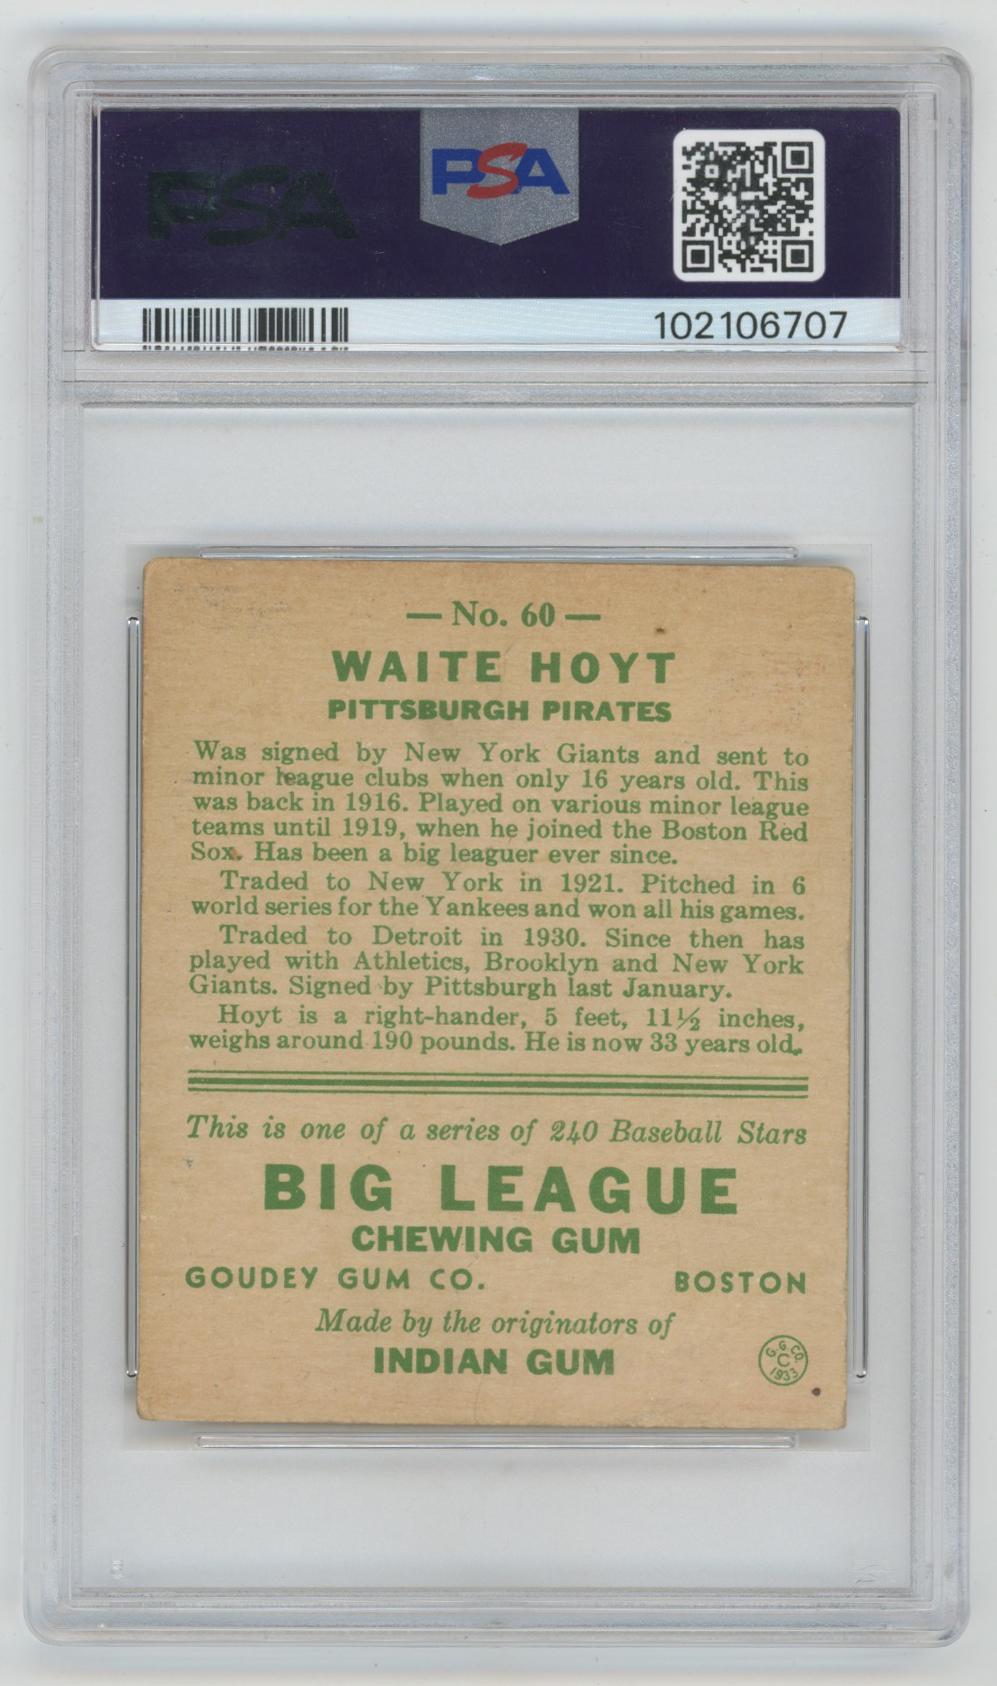 PSA
PSA
102106707
— No. 60 —
WAITE HOYT
PITTSBURGH PIRATES
Was signed by New York Giants and sent to
minor league clubs when only 16 years old. This
was back in 1916. Played on various minor league
teams until 1919, when he joined the Boston Red
Sox. Has been a big leaguer ever since.
Traded to New York in 1921. Pitched in 6
world series for the Yankees and won all his games.
Traded to Detroit in 1930. Since then has
played with Athletics, Brooklyn and New York
Giants. Signed by Pittsburgh last January.
Hoyt is a right-hander, 5 feet, 11½ inches,
weighs around 190 pounds. He is now 33 years old.
This is one of a series of 240 Baseball Stars
BIG LEAGUE
CHEWING GUM
GOUDEY GUM CO. BOSTON
Made by the originators of
INDIAN GUM
G. G. CO.
C
1933